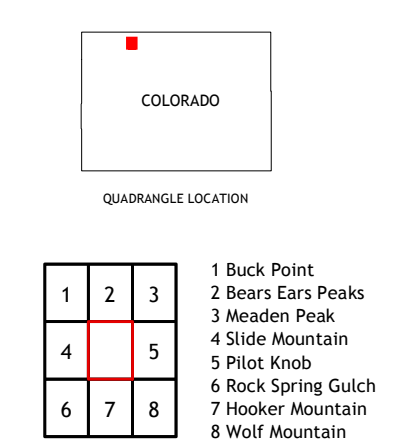 COLORADO
QUADRANGLE LOCATION
1 2 3
4 5
6 7 8
1 Buck Point
2 Bears Ears Peaks
3 Meaden Peak
4 Slide Mountain
5 Pilot Knob
6 Rock Spring Gulch
7 Hooker Mountain
8 Wolf Mountain